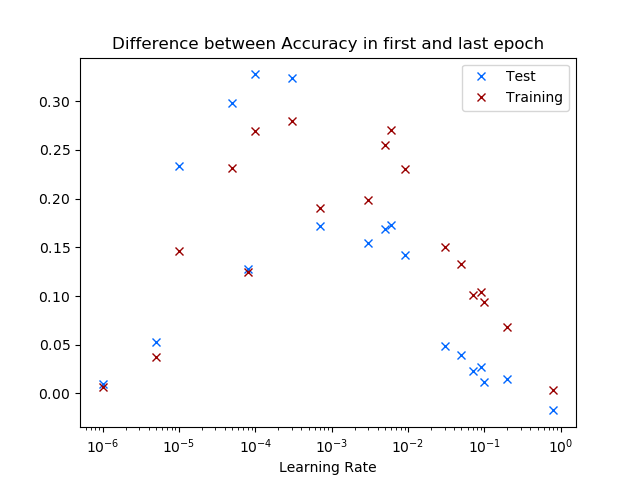 Difference between Accuracy in first and last epoch
Test
Training
0.30
0.25
0.20
0.15
0.10
0.05
0.00
10⁻⁶ 10⁻⁵ 10⁻⁴ 10⁻³ 10⁻² 10⁻¹ 10⁰
Learning Rate